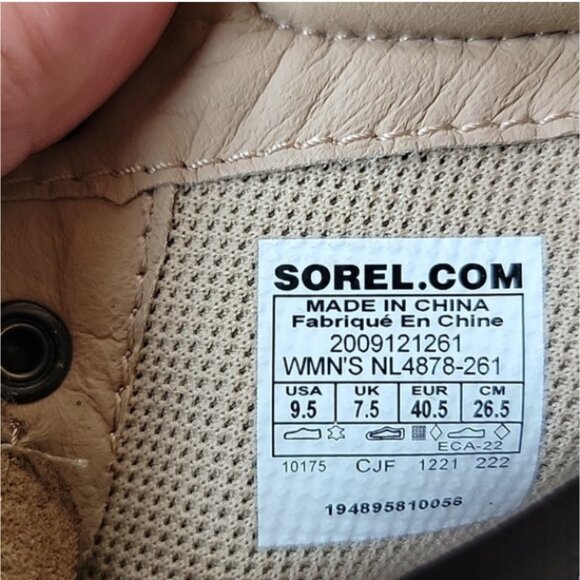 SOREL.COM
MADE IN CHINA
Fabriqué En Chine
2009121261
WMN'S NL4878-261
USA UK EUR CM
9.5 7.5 40.5 26.5
ECA-22
10175 CJF 1221 222
194895810056